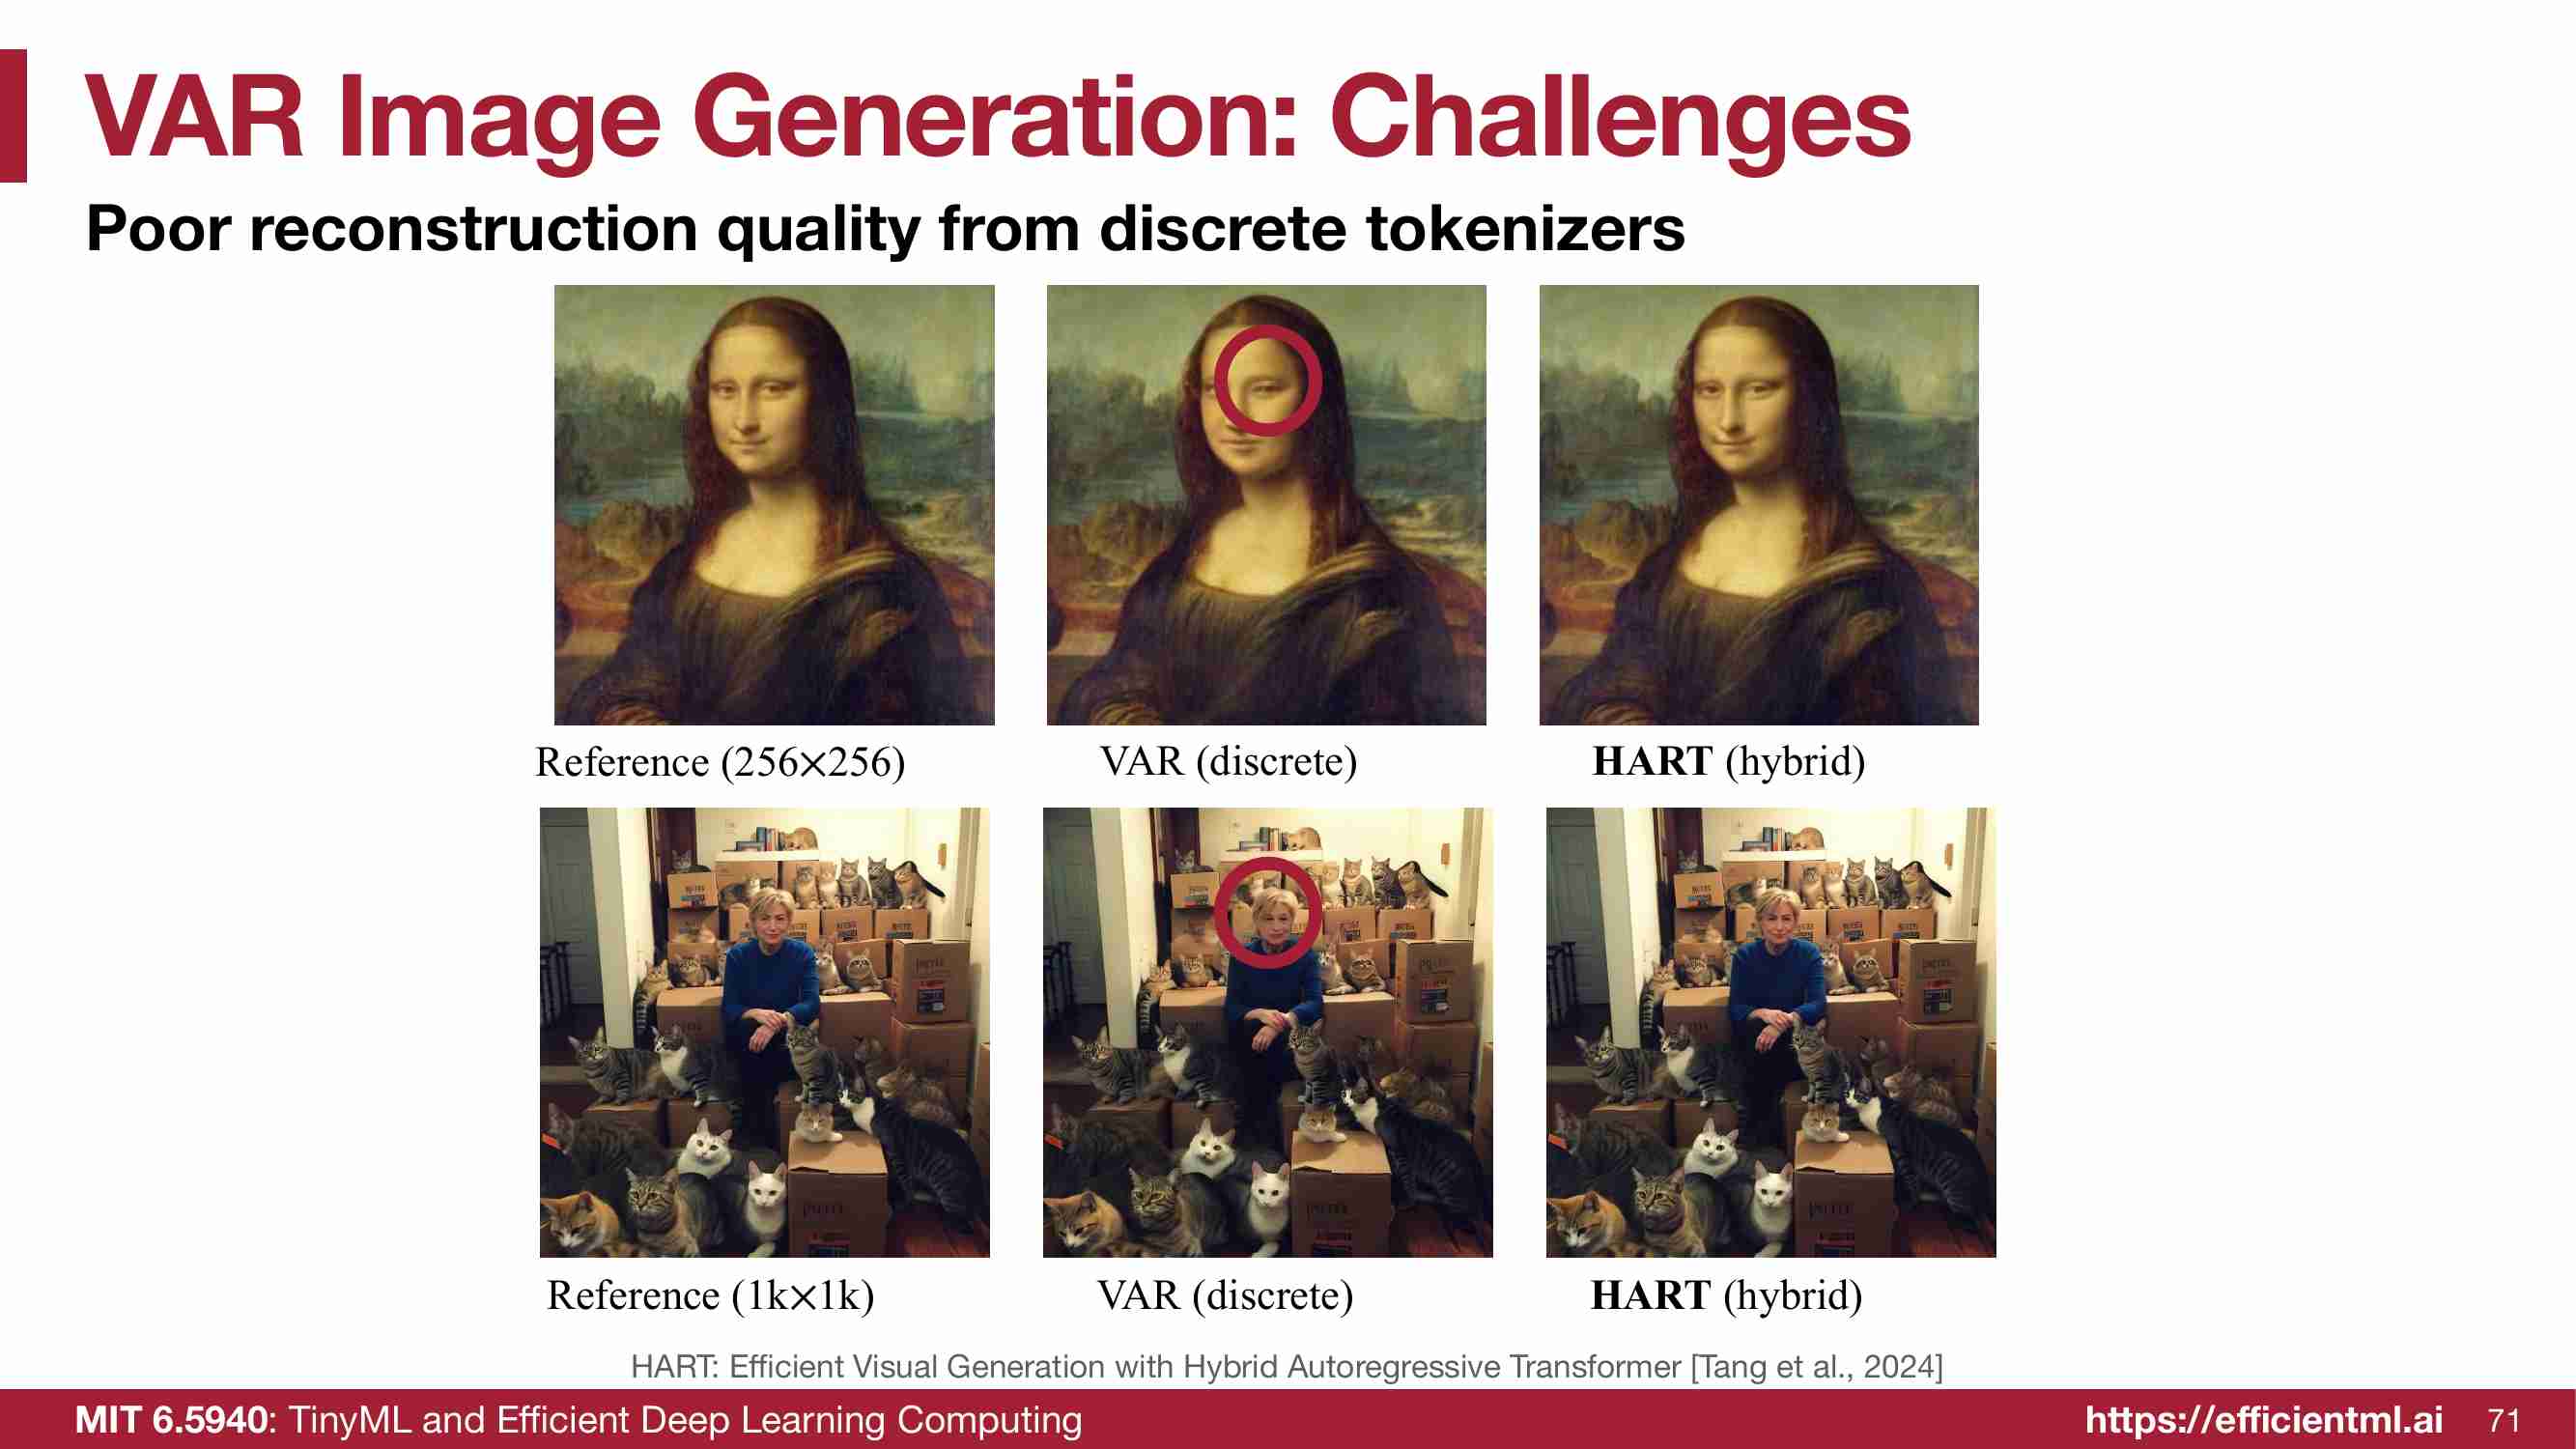 VAR Image Generation: Challenges
Poor reconstruction quality from discrete tokenizers
Reference (256×256)
VAR (discrete)
HART (hybrid)
Reference (1k×1k)
VAR (discrete)
HART (hybrid)
HART: Efficient Visual Generation with Hybrid Autoregressive Transformer [Tang et al., 2024]
MIT 6.5940: TinyML and Efficient Deep Learning Computing
https://efficientml.ai
71